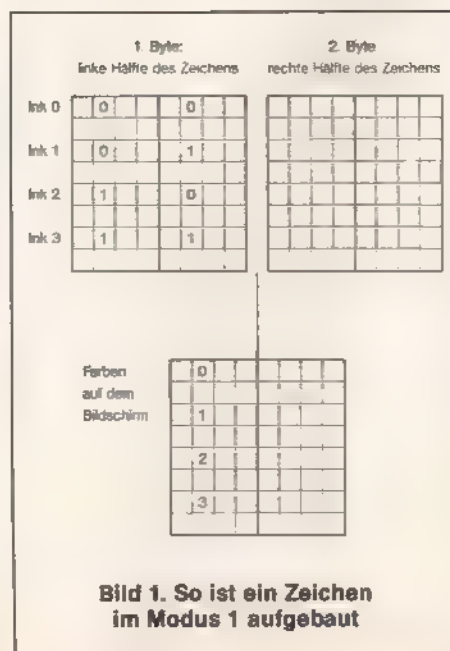 1. Byte:
linke Hälfte des Zeichens
2. Byte
rechte Hälfte des Zeichens
Ink 0 0 0
Ink 1 0 1
Ink 2 1 0
Ink 3 1 1
Farben
auf dem
Bildschirm
0
1
2
3
Bild 1. So ist ein Zeichen
im Modus 1 aufgebaut